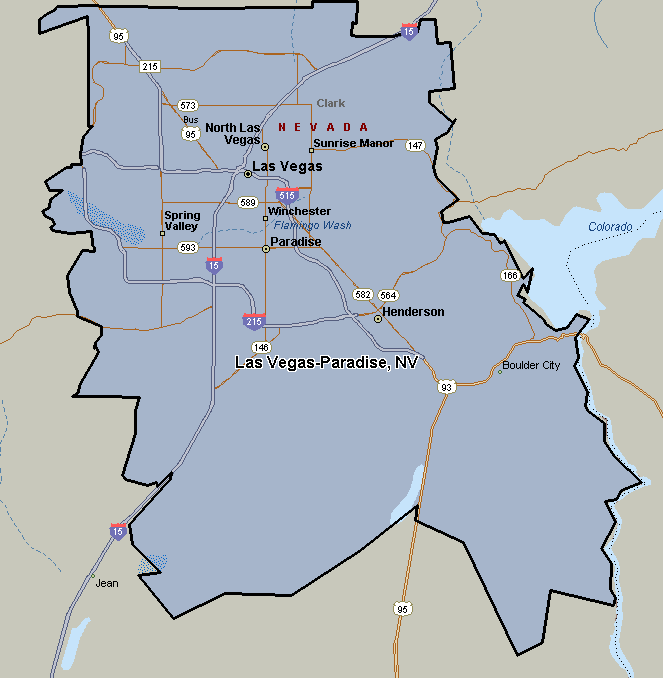 15
95
215
573
Clark
Bus
95
North Las
Vegas
NEVADA
Sunrise Manor
147
Las Vegas
515
589
Spring
Valley
Winchester
Flamingo Wash
Colorado
593
Paradise
15
166
582
564
Henderson
215
146
Las Vegas-Paradise, NV
Boulder City
93
15
Jean
95